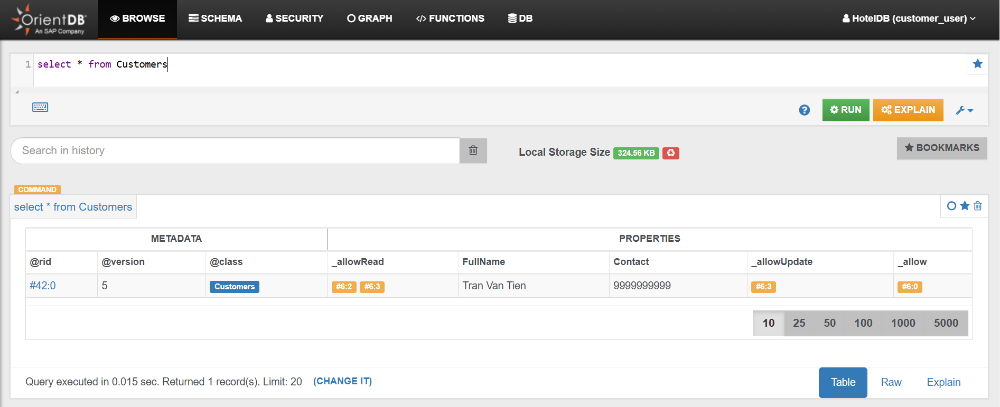 OrientDB®
An SAP Company
BROWSE SCHEMA SECURITY GRAPH FUNCTIONS DB HotelDB (customer_user)
1 select * from Customers
RUN EXPLAIN
Search in history
Local Storage Size 324.56 KB
BOOKMARKS
COMMAND
select * from Customers
METADATA PROPERTIES
@rid @version @class _allowRead FullName Contact _allowUpdate _allow
#42:0 5 Customers #6:2 #6:3 Tran Van Tien 9999999999 #6:3 #6:0
10 25 50 100 1000 5000
Query executed in 0.015 sec. Returned 1 record(s). Limit: 20 (CHANGE IT)
Table Raw Explain